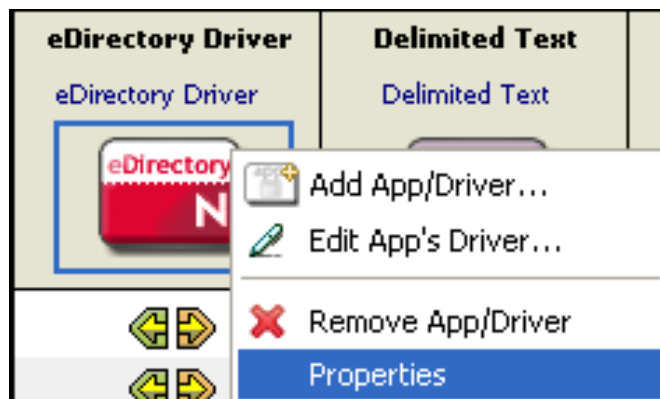 eDirectory Driver
Delimited Text
eDirectory Driver
Delimited Text
eDirectory
N
Add App/Driver...
Edit App's Driver...
Remove App/Driver
Properties